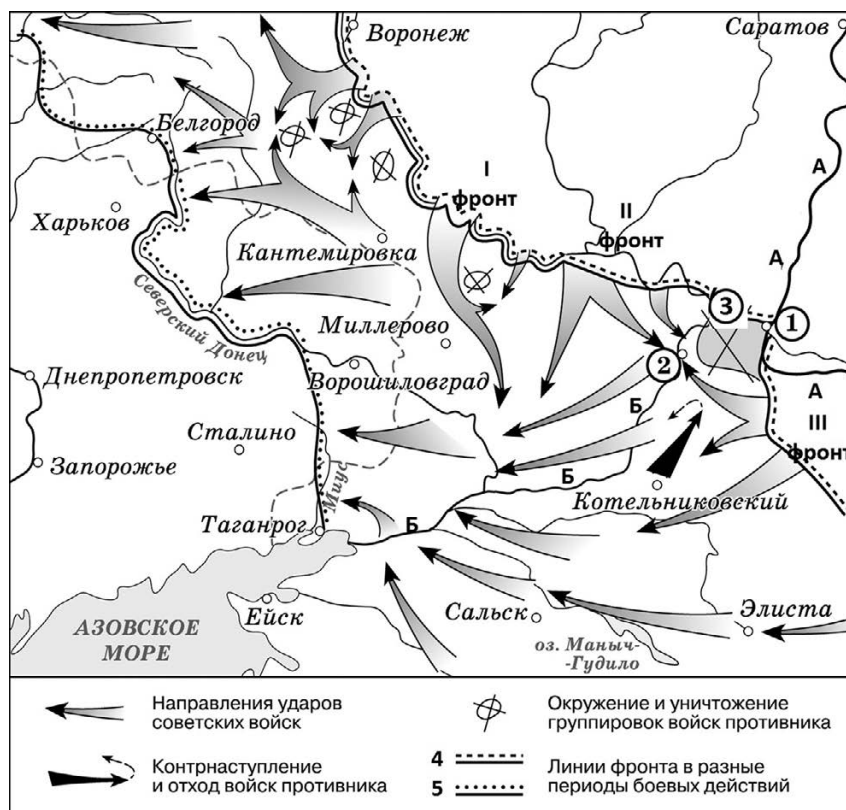 Воронеж
Саратов
Белгород
А
I
фронт
Харьков
II
фронт
Кантемировка
А
Северский Донец
3
1
Миллерово
2
Днепропетровск
Ворошиловград
А
Б
III
фронт
Сталино
Запорожье
Б
Б
Котельниковский
Миус
Таганрог
Б
АЗОВСКОЕ
МОРЕ
Ейск
Сальск
Элиста
оз. Маныч-
-Гудило
Направления ударов
советских войск
Окружение и уничтожение
группировок войск противника
Контрнаступление
и отход войск противника
4
5
Линии фронта в разные
периоды боевых действий